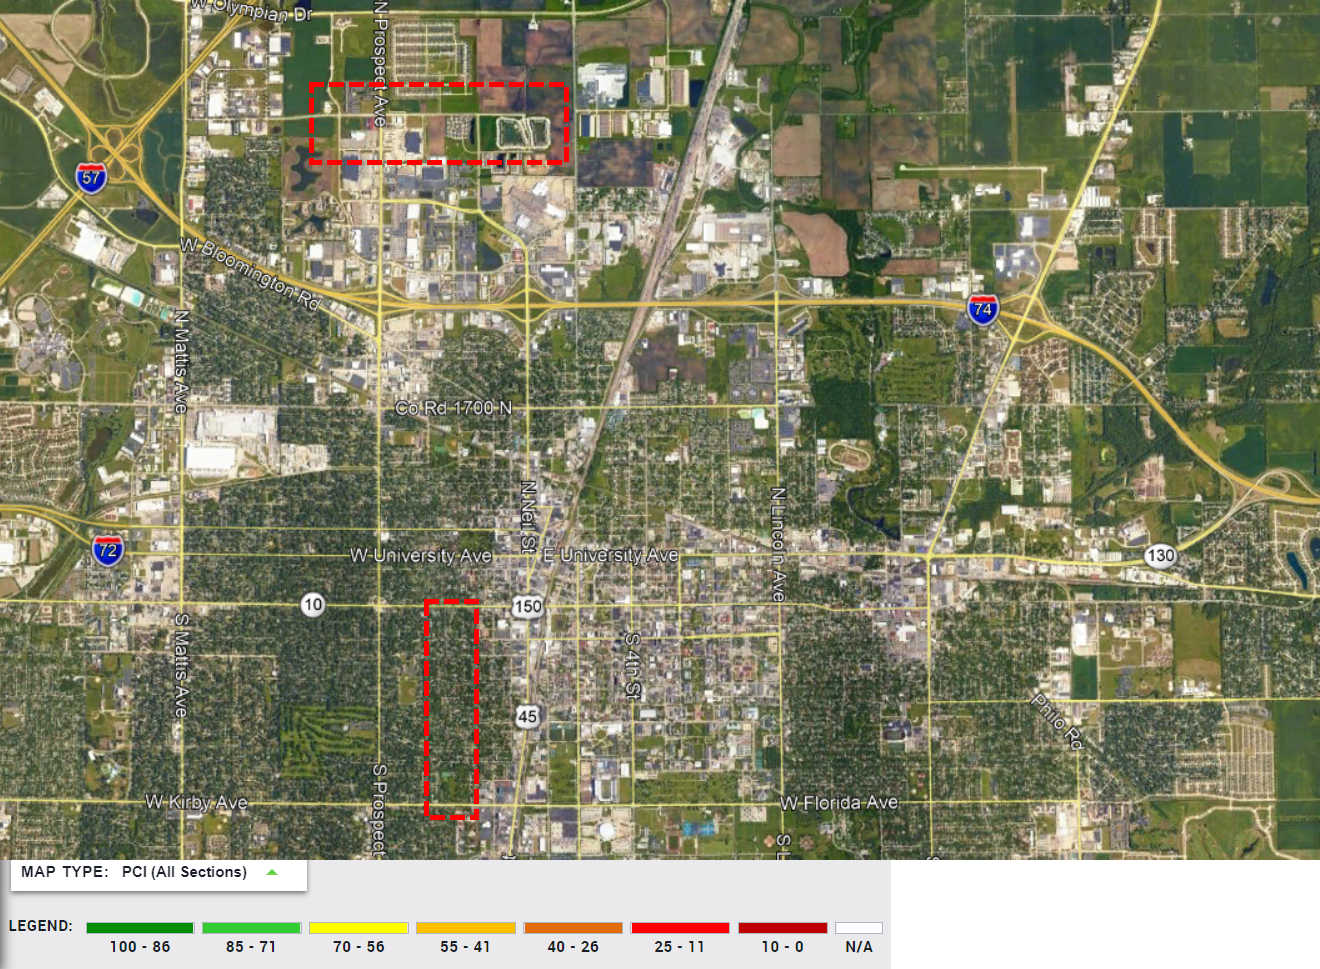 W Olympian Dr
N Prospect Ave
57
W Bloomington Rd
74
N Mattis Ave
Co Rd 1700 N
N Neil St
N Lincoln Ave
72
W University Ave
E University Ave
130
10
150
S Mattis Ave
S 4th St
45
Philo Rd
S Prospect
W Kirby Ave
W Florida Ave
S L
MAP TYPE: PCI (All Sections)
LEGEND:
100 - 86
85 - 71
70 - 56
55 - 41
40 - 26
25 - 11
10 - 0
N/A